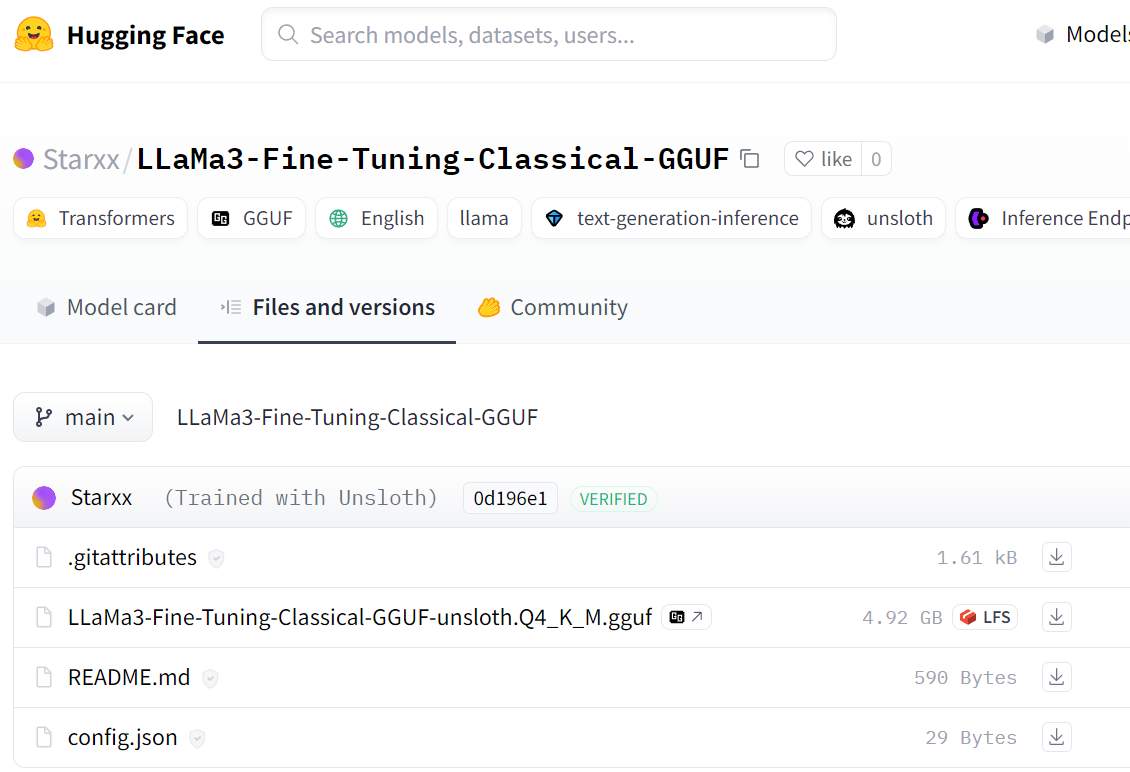 Hugging Face Search models, datasets, users... Models
Starxx/LLaMa3-Fine-Tuning-Classical-GGUF like 0
Transformers GGUF English llama text-generation-inference unsloth Inference Endp
Model card Files and versions Community
main LLaMa3-Fine-Tuning-Classical-GGUF
Starxx (Trained with Unsloth) 0d196e1 VERIFIED
.gitattributes 1.61 kB
LLaMa3-Fine-Tuning-Classical-GGUF-unsloth.Q4_K_M.gguf 4.92 GB LFS
README.md 590 Bytes
config.json 29 Bytes